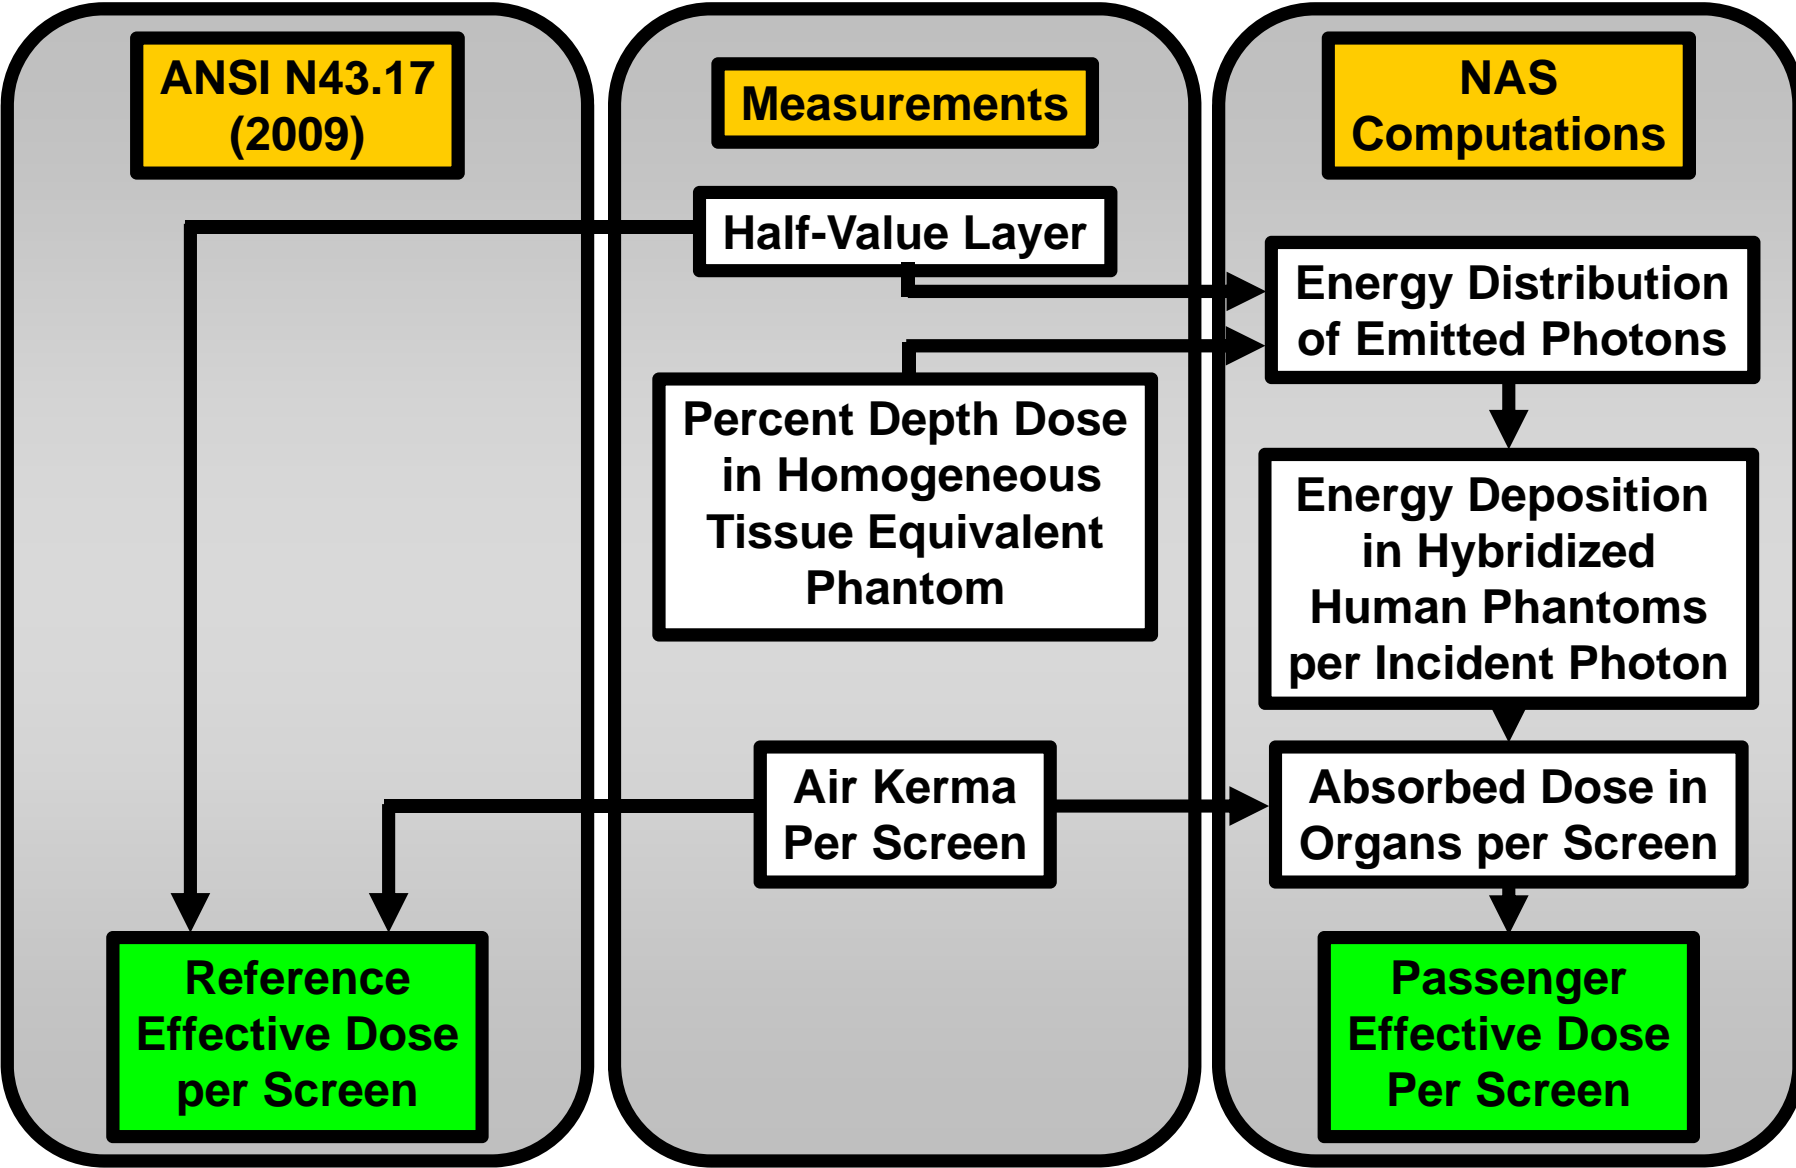 ANSI N43.17
(2009)
Measurements
NAS
Computations
Half-Value Layer
Energy Distribution
of Emitted Photons
Percent Depth Dose
in Homogeneous
Tissue Equivalent
Phantom
Energy Deposition
in Hybridized
Human Phantoms
per Incident Photon
Air Kerma
Per Screen
Absorbed Dose in
Organs per Screen
Reference
Effective Dose
per Screen
Passenger
Effective Dose
Per Screen